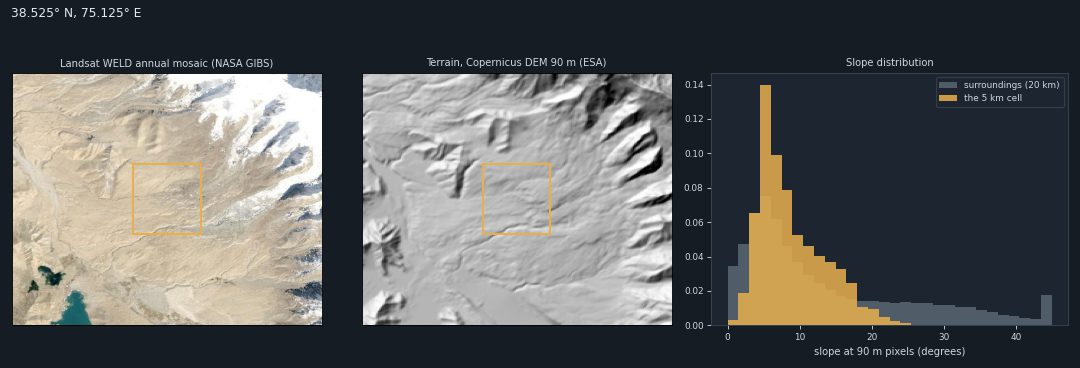 38.525° N, 75.125° E
Landsat WELD annual mosaic (NASA GIBS)
Terrain, Copernicus DEM 90 m (ESA)
Slope distribution
surroundings (20 km)
the 5 km cell
0.14
0.12
0.10
0.08
0.06
0.04
0.02
0.00
0 10 20 30 40
slope at 90 m pixels (degrees)